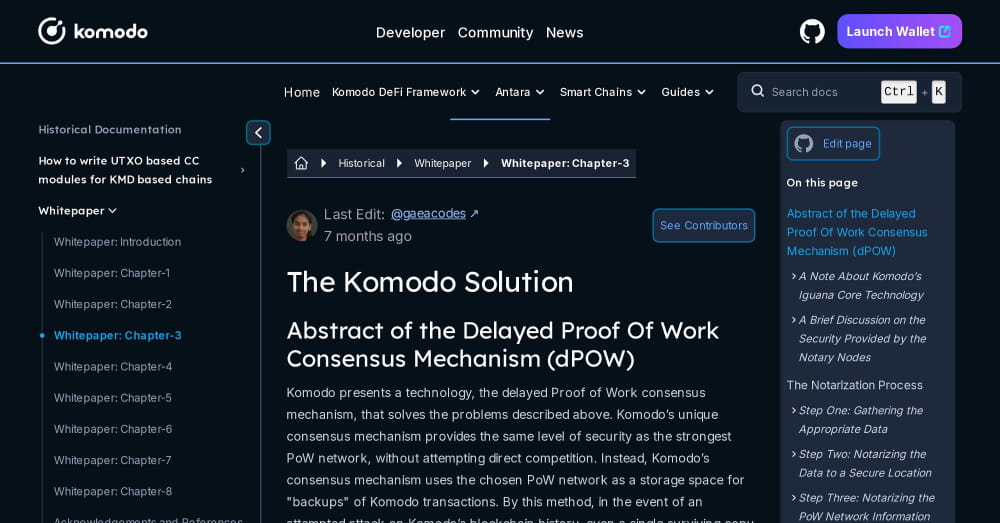 komodo
Developer Community News
Launch Wallet
Home Komodo DeFi Framework Antara Smart Chains Guides
Search docs Ctrl + K
Historical Documentation
How to write UTXO based CC
modules for KMD based chains
Whitepaper
Whitepaper: Introduction
Whitepaper: Chapter-1
Whitepaper: Chapter-2
Whitepaper: Chapter-3
Whitepaper: Chapter-4
Whitepaper: Chapter-5
Whitepaper: Chapter-6
Whitepaper: Chapter-7
Whitepaper: Chapter-8
Acknowledgements and References
Historical Whitepaper Whitepaper: Chapter-3
Last Edit: @gaeacodes ↗
7 months ago
See Contributors
The Komodo Solution
Abstract of the Delayed Proof Of Work
Consensus Mechanism (dPOW)
Komodo presents a technology, the delayed Proof of Work consensus
mechanism, that solves the problems described above. Komodo's unique
consensus mechanism provides the same level of security as the strongest
PoW network, without attempting direct competition. Instead, Komodo's
consensus mechanism uses the chosen PoW network as a storage space for
"backups" of Komodo transactions. By this method, in the event of an
attempted attack on Komodo's blockchain history, even a single surviving copy
Edit page
On this page
Abstract of the Delayed
Proof Of Work Consensus
Mechanism (dPOW)
A Note About Komodo's
Iguana Core Technology
A Brief Discussion on the
Security Provided by the
Notary Nodes
The Notarization Process
Step One: Gathering the
Appropriate Data
Step Two: Notarizing the
Data to a Secure Location
Step Three: Notarizing the
PoW Network Information